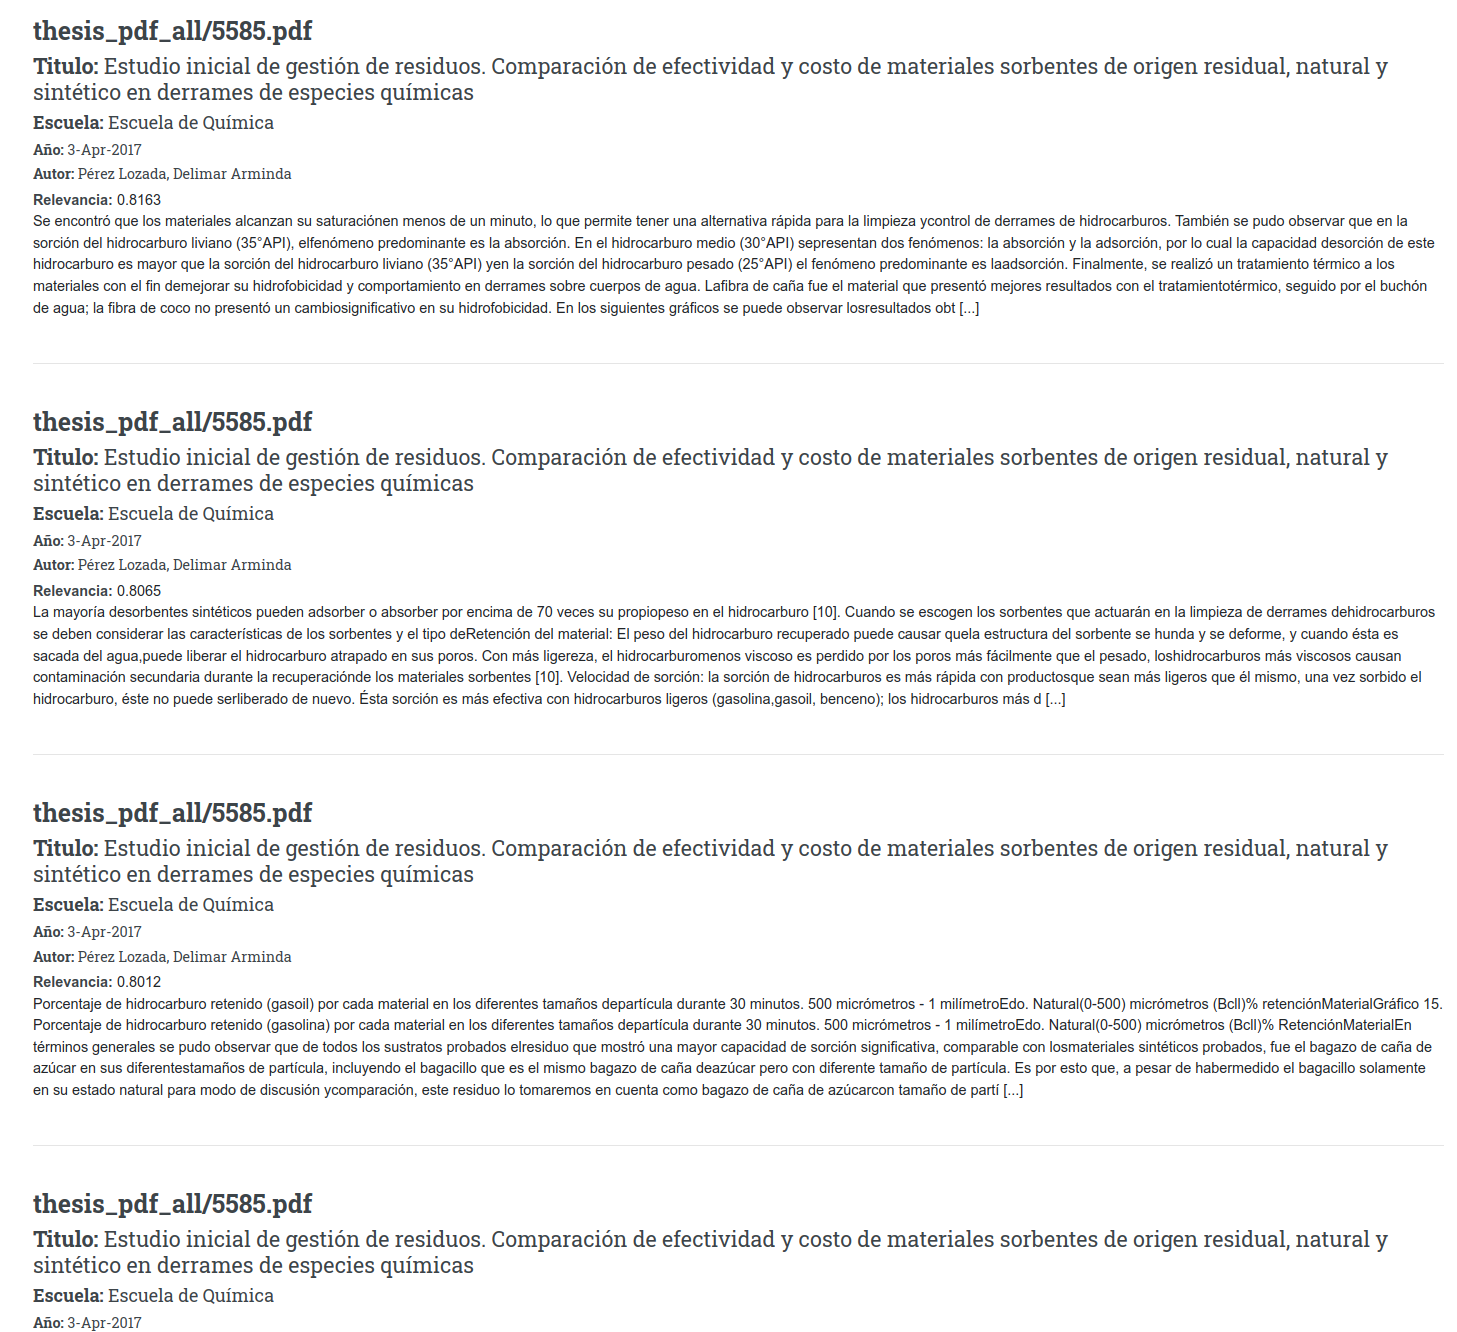 thesis_pdf_all/5585.pdf
Titulo: Estudio inicial de gestión de residuos. Comparación de efectividad y costo de materiales sorbentes de origen residual, natural y
sintético en derrames de especies químicas
Escuela: Escuela de Química
Año: 3-Apr-2017
Autor: Pérez Lozada, Delimar Arminda
Relevancia: 0.8163
Se encontró que los materiales alcanzan su saturaciónen menos de un minuto, lo que permite tener una alternativa rápida para la limpieza ycontrol de derrames de hidrocarburos. También se pudo observar que en la
sorción del hidrocarburo liviano (35°API), elfenómeno predominante es la absorción. En el hidrocarburo medio (30°API) sepresentan dos fenómenos: la absorción y la adsorción, por lo cual la capacidad desorción de este
hidrocarburo es mayor que la sorción del hidrocarburo liviano (35°API) yen la sorción del hidrocarburo pesado (25°API) el fenómeno predominante es laadsorción. Finalmente, se realizó un tratamiento térmico a los
materiales con el fin demejorar su hidrofobicidad y comportamiento en derrames sobre cuerpos de agua. Lafibra de caña fue el material que presentó mejores resultados con el tratamientotérmico, seguido por el buchón
de agua; la fibra de coco no presentó un cambiosignificativo en su hidrofobicidad. En los siguientes gráficos se puede observar losresultados obt [...]
thesis_pdf_all/5585.pdf
Titulo: Estudio inicial de gestión de residuos. Comparación de efectividad y costo de materiales sorbentes de origen residual, natural y
sintético en derrames de especies químicas
Escuela: Escuela de Química
Año: 3-Apr-2017
Autor: Pérez Lozada, Delimar Arminda
Relevancia: 0.8065
La mayoría desorbentes sintéticos pueden adsorber o absorber por encima de 70 veces su propiopeso en el hidrocarburo [10]. Cuando se escogen los sorbentes que actuarán en la limpieza de derrames dehidrocarburos
se deben considerar las características de los sorbentes y el tipo deRetención del material: El peso del hidrocarburo recuperado puede causar quela estructura del sorbente se hunda y se deforme, y cuando ésta es
sacada del agua,puede liberar el hidrocarburo atrapado en sus poros. Con más ligereza, el hidrocarburomenos viscoso es perdido por los poros más fácilmente que el pesado, loshidrocarburos más viscosos causan
contaminación secundaria durante la recuperaciónde los materiales sorbentes [10]. Velocidad de sorción: la sorción de hidrocarburos es más rápida con productosque sean más ligeros que él mismo, una vez sorbido el
hidrocarburo, éste no puede serliberado de nuevo. Ésta sorción es más efectiva con hidrocarburos ligeros (gasolina,gasoil, benceno); los hidrocarburos más d [...]
thesis_pdf_all/5585.pdf
Titulo: Estudio inicial de gestión de residuos. Comparación de efectividad y costo de materiales sorbentes de origen residual, natural y
sintético en derrames de especies químicas
Escuela: Escuela de Química
Año: 3-Apr-2017
Autor: Pérez Lozada, Delimar Arminda
Relevancia: 0.8012
Porcentaje de hidrocarburo retenido (gasoil) por cada material en los diferentes tamaños departícula durante 30 minutos. 500 micrómetros - 1 milímetroEdo. Natural(0-500) micrómetros (Bcll)% retenciónMaterialGráfico 15.
Porcentaje de hidrocarburo retenido (gasolina) por cada material en los diferentes tamaños departícula durante 30 minutos. 500 micrómetros - 1 milímetroEdo. Natural(0-500) micrómetros (Bcll)% RetenciónMaterialEn
términos generales se pudo observar que de todos los sustratos probados elresiduo que mostró una mayor capacidad de sorción significativa, comparable con losmateriales sintéticos probados, fue el bagazo de caña de
azúcar en sus diferentestamaños de partícula, incluyendo el bagacillo que es el mismo bagazo de caña deazúcar pero con diferente tamaño de partícula. Es por esto que, a pesar de habermedido el bagacillo solamente
en su estado natural para modo de discusión ycomparación, este residuo lo tomaremos en cuenta como bagazo de caña de azúcarcon tamaño de partí [...]
thesis_pdf_all/5585.pdf
Titulo: Estudio inicial de gestión de residuos. Comparación de efectividad y costo de materiales sorbentes de origen residual, natural y
sintético en derrames de especies químicas
Escuela: Escuela de Química
Año: 3-Apr-2017